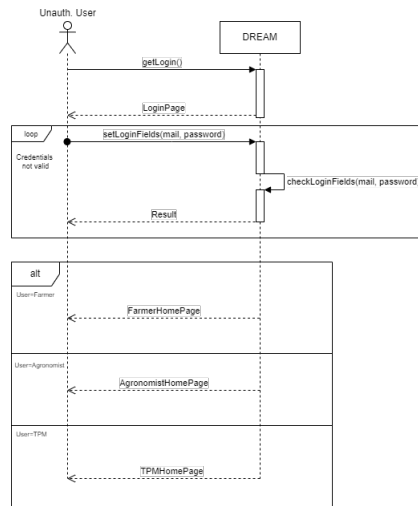 Unauth. User
DREAM
getLogin()
LoginPage
loop
setLoginFields(mail, password)
Credentials
not valid
checkLoginFields(mail, password)
Result
alt
User=Farmer
FarmerHomePage
User=Agronomist
AgronomistHomePage
User=TPM
TPMHomePage